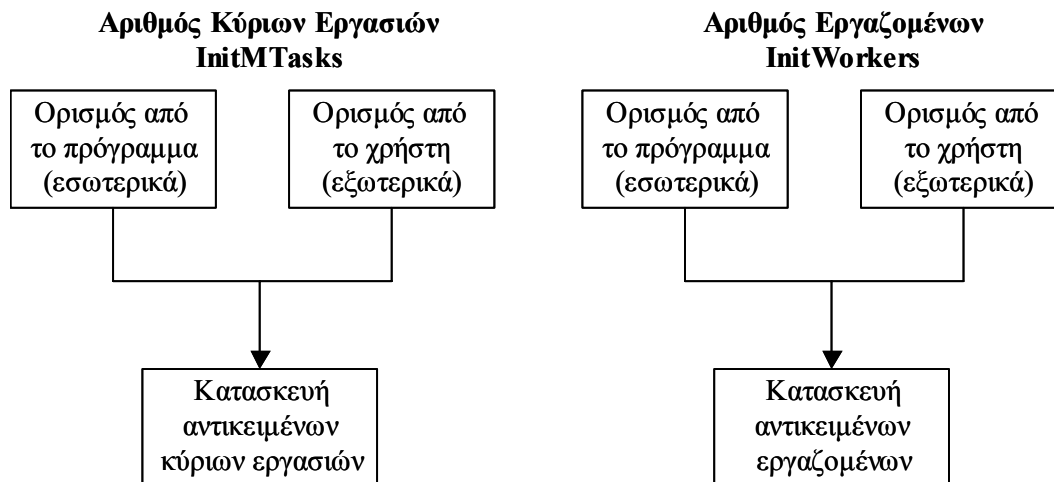 Αριθμός Κύριων Εργασιών
InitMTasks
Ορισμός από
το πρόγραμμα
(εσωτερικά)
Ορισμός από
το χρήστη
(εξωτερικά)
Κατασκευή
αντικειμένων
κύριων εργασιών
Αριθμός Εργαζομένων
InitWorkers
Ορισμός από
το πρόγραμμα
(εσωτερικά)
Ορισμός από
το χρήστη
(εξωτερικά)
Κατασκευή
αντικειμένων
εργαζομένων